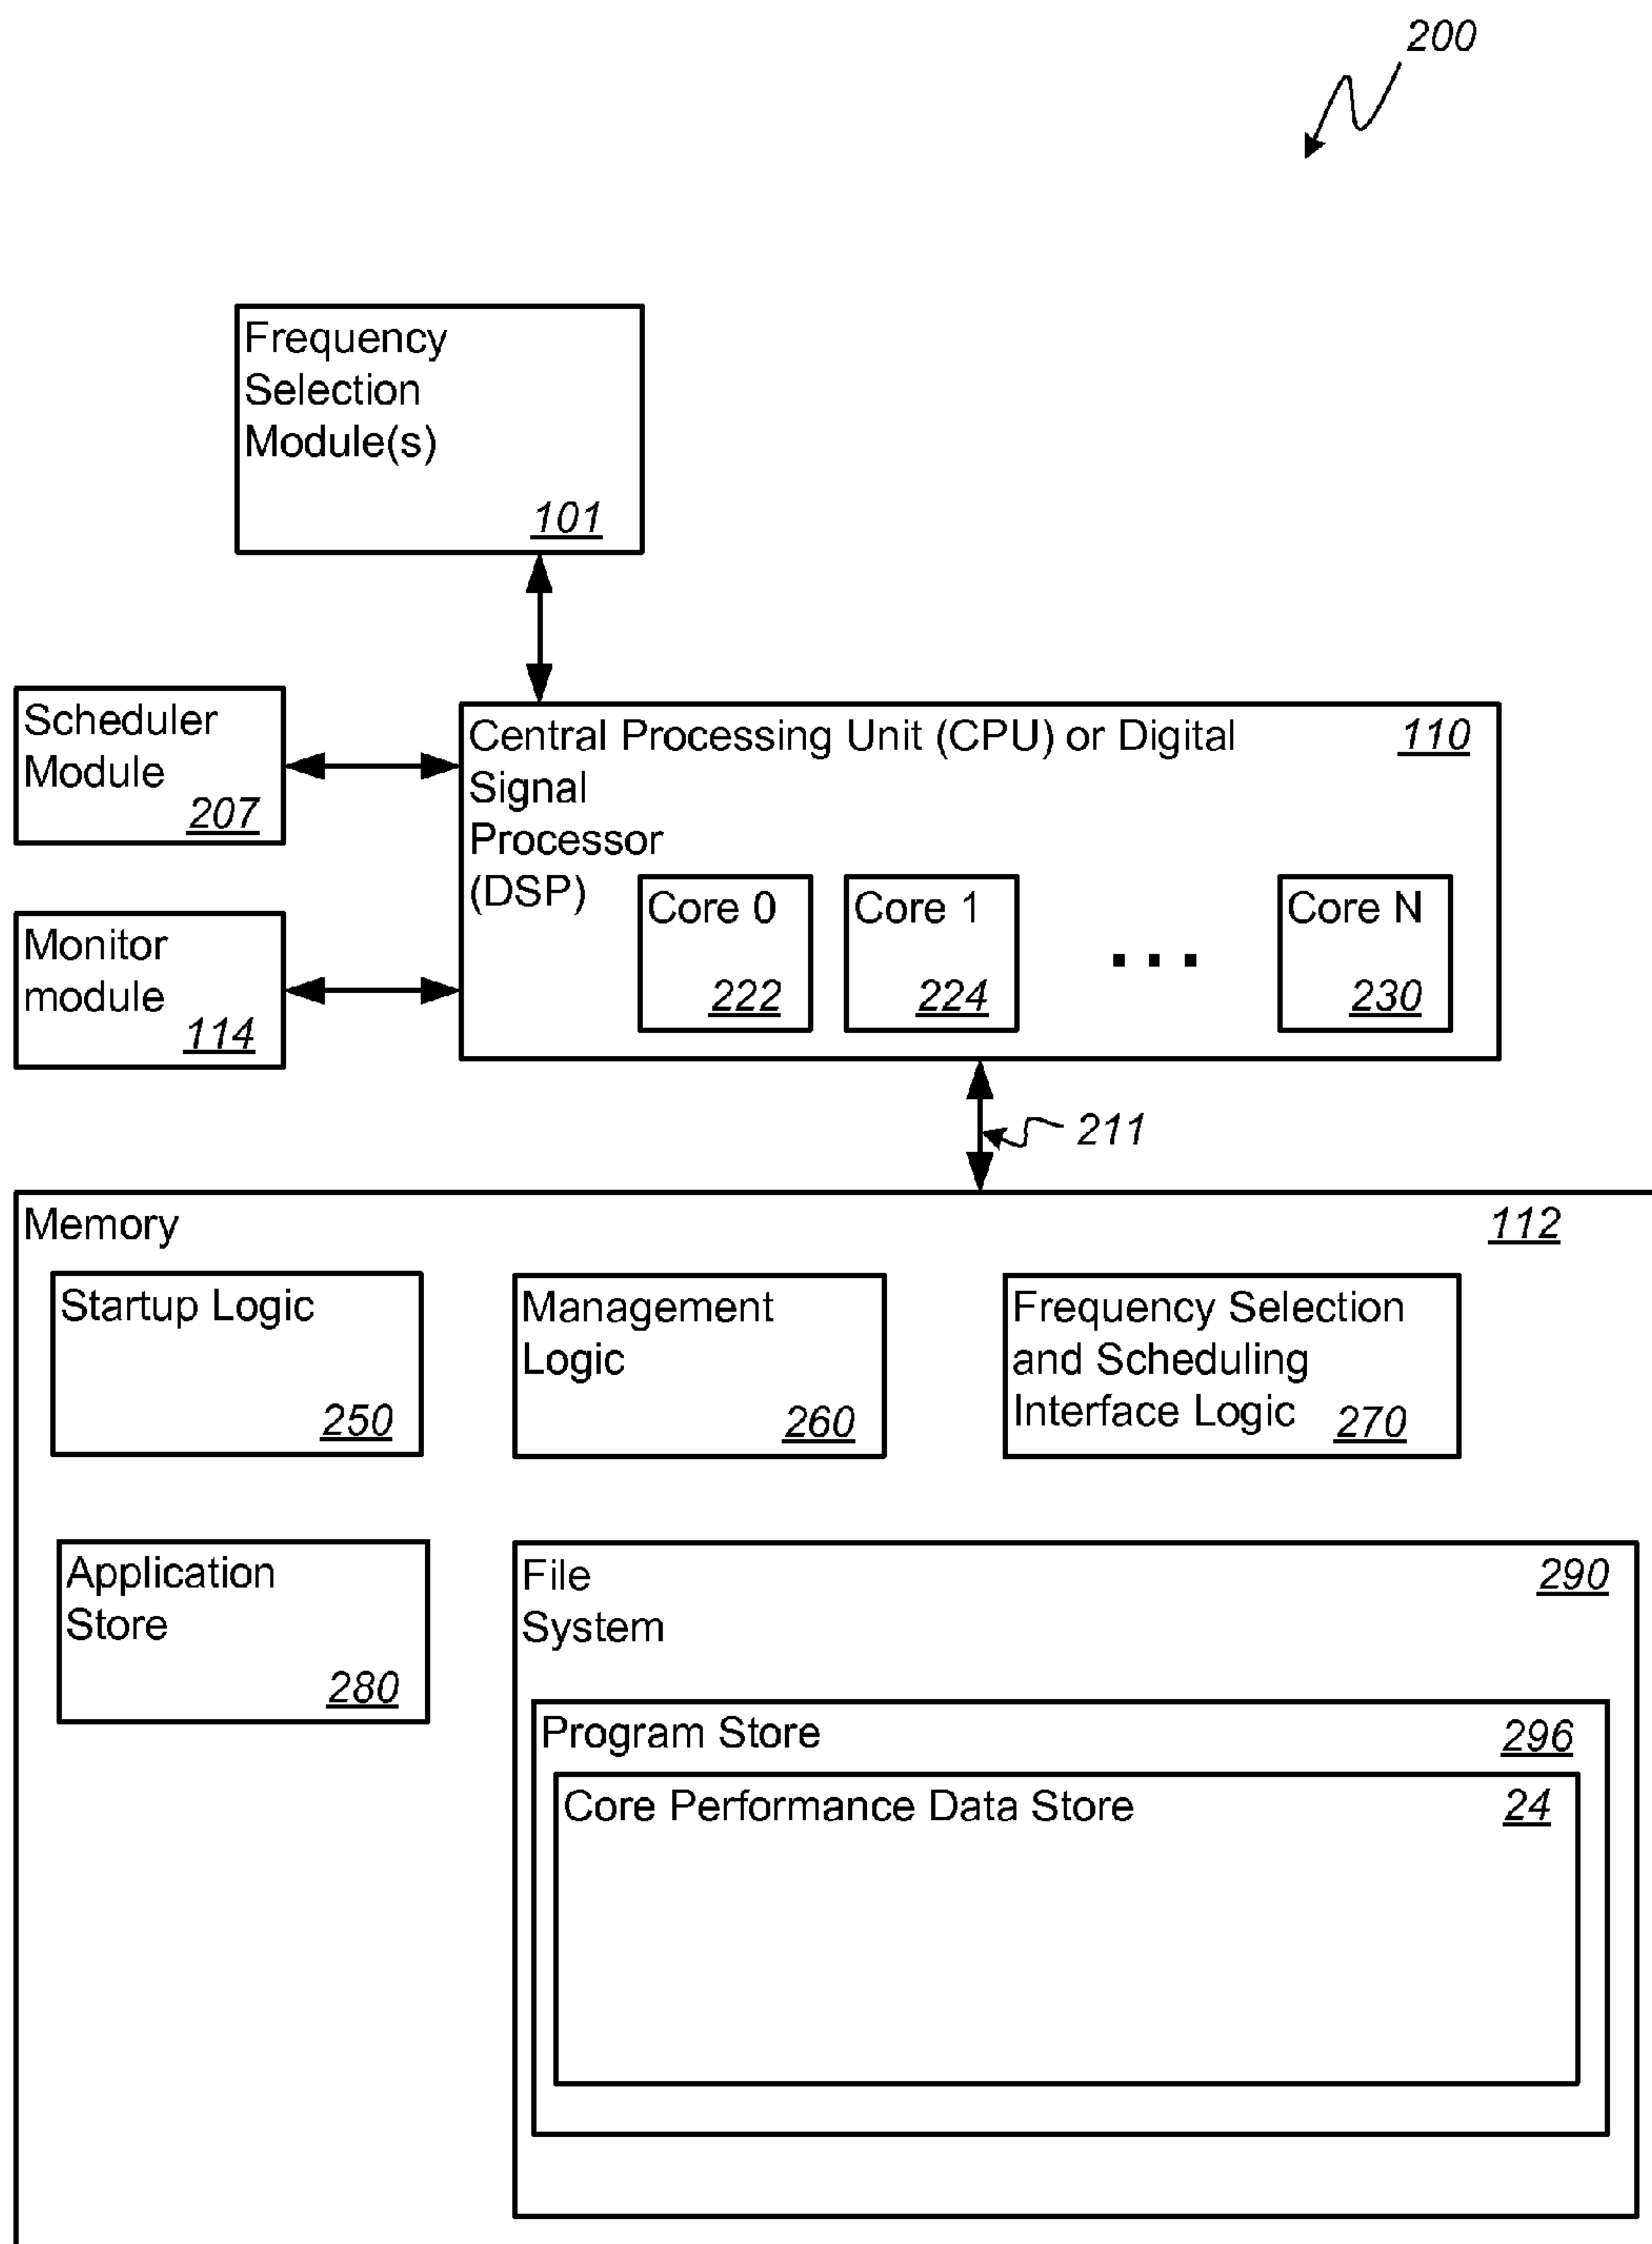 200
Frequency
Selection
Module(s)
101
Scheduler
Module
207
Central Processing Unit (CPU) or Digital
110
Signal
Processor
(DSP)
Core 0
222
Core 1
224
...
Core N
230
Monitor
module
114
211
Memory
112
Startup Logic
250
Management
Logic
260
Frequency Selection
and Scheduling
Interface Logic
270
Application
Store
280
File
System
290
Program Store
296
Core Performance Data Store
24